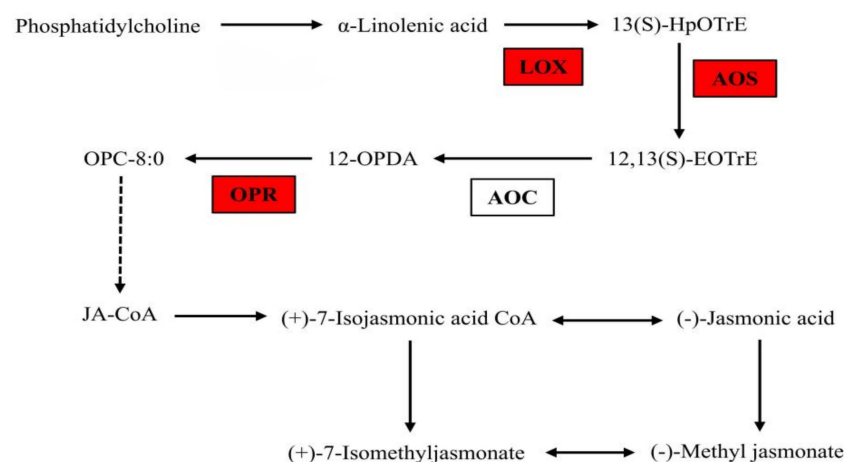 Phosphatidylcholine
α-Linolenic acid
13(S)-HpOTrE
LOX
AOS
OPC-8:0
12-OPDA
12,13(S)-EOTrE
OPR
AOC
JA-CoA
(+)-7-Isojasmonic acid CoA
(-)-Jasmonic acid
(+)-7-Isomethyljasmonate
(-)-Methyl jasmonate